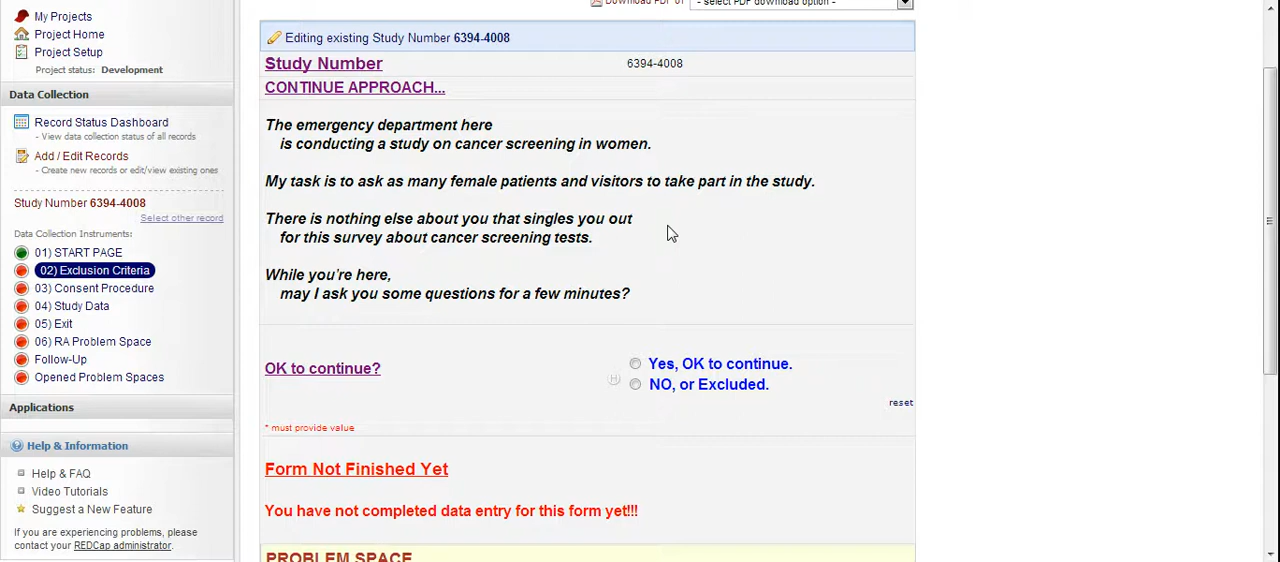 My Projects
Project Home
Project Setup
Project status: Development
Data Collection
Record Status Dashboard
- View data collection status of all records
Add / Edit Records
- Create new records or edit/view existing ones
Study Number 6394-4008
Select other record
Data Collection Instruments:
01) START PAGE
02) Exclusion Criteria
03) Consent Procedure
04) Study Data
05) Exit
06) RA Problem Space
Follow-Up
Opened Problem Spaces
Applications
Help & Information
Help & FAQ
Video Tutorials
Suggest a New Feature
If you are experiencing problems, please
contact your REDCap administrator.
Download PDF of
- select PDF download option -
Editing existing Study Number 6394-4008
Study Number 6394-4008
CONTINUE APPROACH...
The emergency department here
is conducting a study on cancer screening in women.
My task is to ask as many female patients and visitors to take part in the study.
There is nothing else about you that singles you out
for this survey about cancer screening tests.
While you're here,
may I ask you some questions for a few minutes?
OK to continue?
H
Yes, OK to continue.
NO, or Excluded.
reset
* must provide value
Form Not Finished Yet
You have not completed data entry for this form yet!!!
PROBLEM SPACE